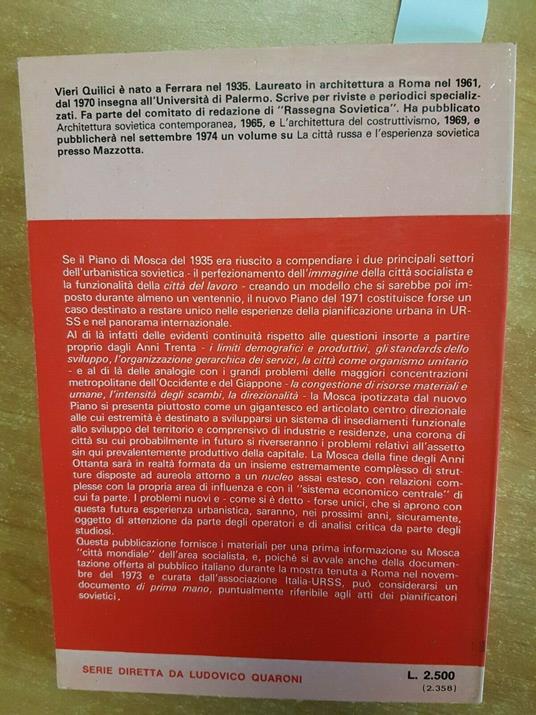 Vieri Quilici è nato a Ferrara nel 1935. Laureato in architettura a Roma nel 1961,
dal 1970 insegna all'Università di Palermo. Scrive per riviste e periodici specializ-
zati. Fa parte del comitato di redazione di "Rassegna Sovietica". Ha pubblicato
Architettura sovietica contemporanea, 1965, e L'architettura del costruttivismo, 1969, e
pubblicherà nel settembre 1974 un volume su La città russa e l'esperienza sovietica
presso Mazzotta.
Se il Piano di Mosca del 1935 era riuscito a compendiare i due principali settori
dell'urbanistica sovietica - il perfezionamento dell'immagine della città socialista e
la funzionalità della città del lavoro - creando un modello che si sarebbe poi im-
posto durante almeno un ventennio, il nuovo Piano del 1971 costituisce forse un
caso destinato a restare unico nelle esperienze della pianificazione urbana in UR-
SS e nel panorama internazionale.
Al di là infatti delle evidenti continuità rispetto alle questioni insorte a partire
proprio dagli Anni Trenta - i limiti demografici e produttivi, gli standards dello
sviluppo, l'organizzazione gerarchica dei servizi, la città come organismo unitario
- e al di là delle analogie con i grandi problemi delle maggiori concentrazioni
metropolitane dell'Occidente e del Giappone - la congestione di risorse materiali e
umane, l'intensità degli scambi, la direzionalità - la Mosca ipotizzata dal nuovo
Piano si presenta piuttosto come un gigantesco ed articolato centro direzionale
alle cui estremità è destinato a svilupparsi un sistema di insediamenti funzionale
allo sviluppo del territorio e comprensivo di industrie e residenze, una corona di
città su cui probabilmente in futuro si riverseranno i problemi relativi all'assetto
sin qui prevalentemente produttivo della capitale. La Mosca della fine degli Anni
Ottanta sarà in realtà formata da un insieme estremamente complèsso di strut-
ture disposte ad aureola attorno a un nucleo assai esteso, con relazioni com-
plesse con la propria area di influenza e con il "sistema economico centrale" di
cui fa parte. I problemi nuovi e - come si è detto - forse unici, che si aprono con
questa futura esperienza urbanistica, saranno, nei prossimi anni, sicuramente,
oggetto di attenzione da parte degli operatori e di analisi critica da parte degli
studiosi.
Questa pubblicazione fornisce i materiali per una prima informazione su Mosca
"città mondiale" dell'area socialista, e, poiché si avvale anche della documen-
tazione offerta al pubblico italiano durante la mostra tenuta a Roma nel novem-
bre del 1973 e curata dall'associazione Italia-URSS, può considerarsi un
documento di prima mano, puntualmente riferibile agli atti dei pianificatori
sovietici.
SERIE DIRETTA DA LUDOVICO QUARONI
L. 2.500
(2.358)